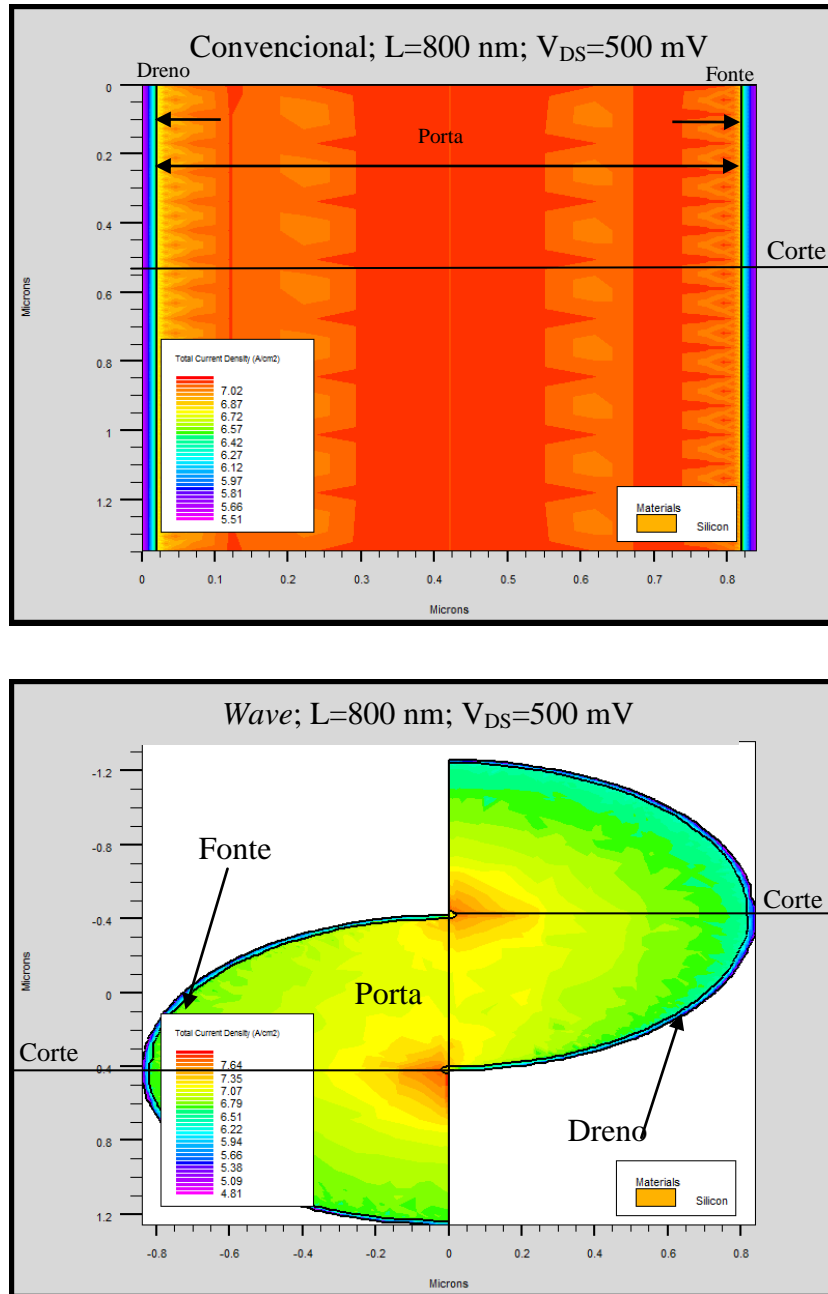 Convencional; L=800 nm; VDS=500 mV
Dreno
Fonte
Porta
Corte
Microns
0
0.2
0.4
0.6
0.8
1
1.2
Total Current Density (A/cm2)
7.02
6.87
6.72
6.57
6.42
6.27
6.12
5.97
5.81
5.66
5.51
Materials
Silicon
0 0.1 0.2 0.3 0.4 0.5 0.6 0.7 0.8
Microns
Wave; L=800 nm; VDS=500 mV
Fonte
Corte
Porta
Corte
Dreno
Microns
-1.2
-0.8
-0.4
0
0.4
0.8
1.2
Total Current Density (A/cm2)
7.64
7.35
7.07
6.79
6.51
6.22
5.94
5.66
5.38
5.09
4.81
Materials
Silicon
-0.8 -0.6 -0.4 -0.2 0 0.2 0.4 0.6 0.8
Microns